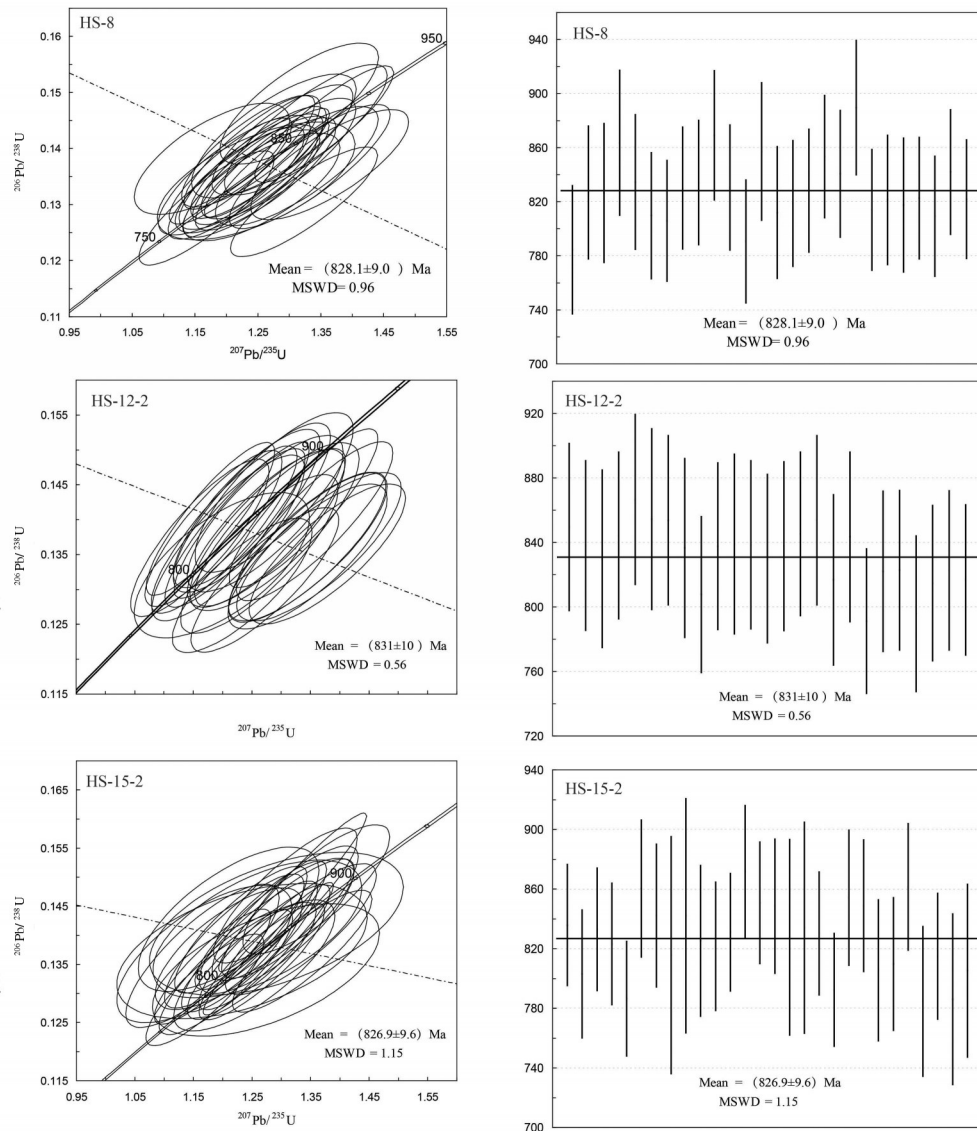 HS-8
0.16
0.15
0.14
0.13
0.12
0.11
950
850
750
Mean = (828.1±9.0 ) Ma
MSWD= 0.96
0.95 1.05 1.15 1.25 1.35 1.45 1.55
²⁰⁷Pb/²³⁵U
²⁰⁶Pb/ ²³⁸U
HS-8
940
900
860
820
780
740
700
Mean = (828.1±9.0 ) Ma
MSWD= 0.96
HS-12-2
0.155
0.145
0.135
0.125
0.115
900
800
Mean = (831±10 ) Ma
MSWD = 0.56
²⁰⁷Pb/ ²³⁵U
²⁰⁶Pb/ ²³⁸U
HS-12-2
920
880
840
800
760
720
Mean = (831±10) Ma
MSWD = 0.56
HS-15-2
0.165
0.155
0.145
0.135
0.125
0.115
900
800
Mean = (826.9±9.6) Ma
MSWD = 1.15
0.95 1.05 1.15 1.25 1.35 1.45 1.55
²⁰⁷Pb/ ²³⁵U
²⁰⁶Pb/ ²³⁸U
HS-15-2
940
900
860
820
780
740
700
Mean = (826.9±9.6) Ma
MSWD = 1.15